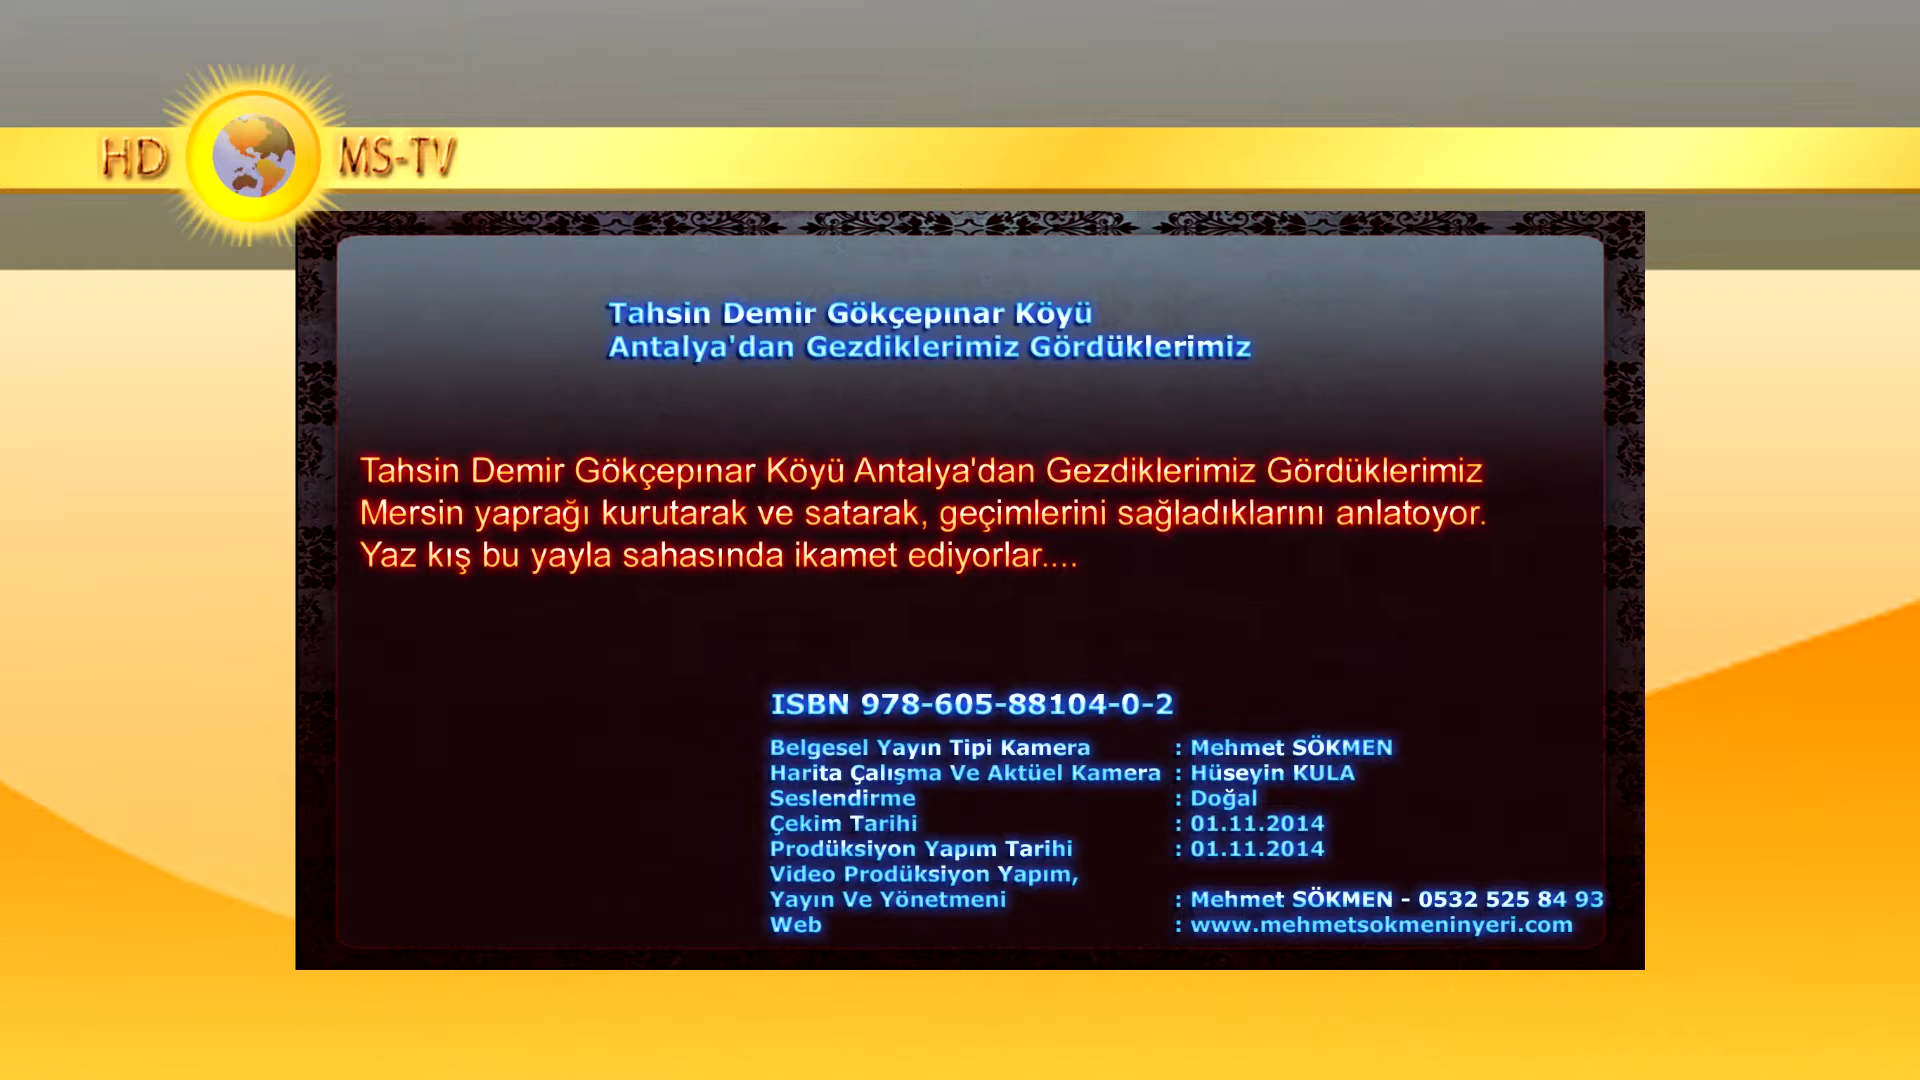 HD MS-TV
Tahsin Demir Gökçepınar Köyü
Antalya'dan Gezdiklerimiz Gördüklerimiz
Tahsin Demir Gökçepınar Köyü Antalya'dan Gezdiklerimiz Gördüklerimiz
Mersin yaprağı kurutarak ve satarak, geçimlerini sağladıklarını anlatoyor.
Yaz kış bu yayla sahasında ikamet ediyorlar....
ISBN 978-605-88104-0-2
Belgesel Yayın Tipi Kamera : Mehmet SÖKMEN
Harita Çalışma Ve Aktüel Kamera : Hüseyin KULA
Seslendirme : Doğal
Çekim Tarihi : 01.11.2014
Prodüksiyon Yapım Tarihi : 01.11.2014
Video Prodüksiyon Yapım,
Yayın Ve Yönetmeni : Mehmet SÖKMEN - 0532 525 84 93
Web : www.mehmetsokmeninyeri.com